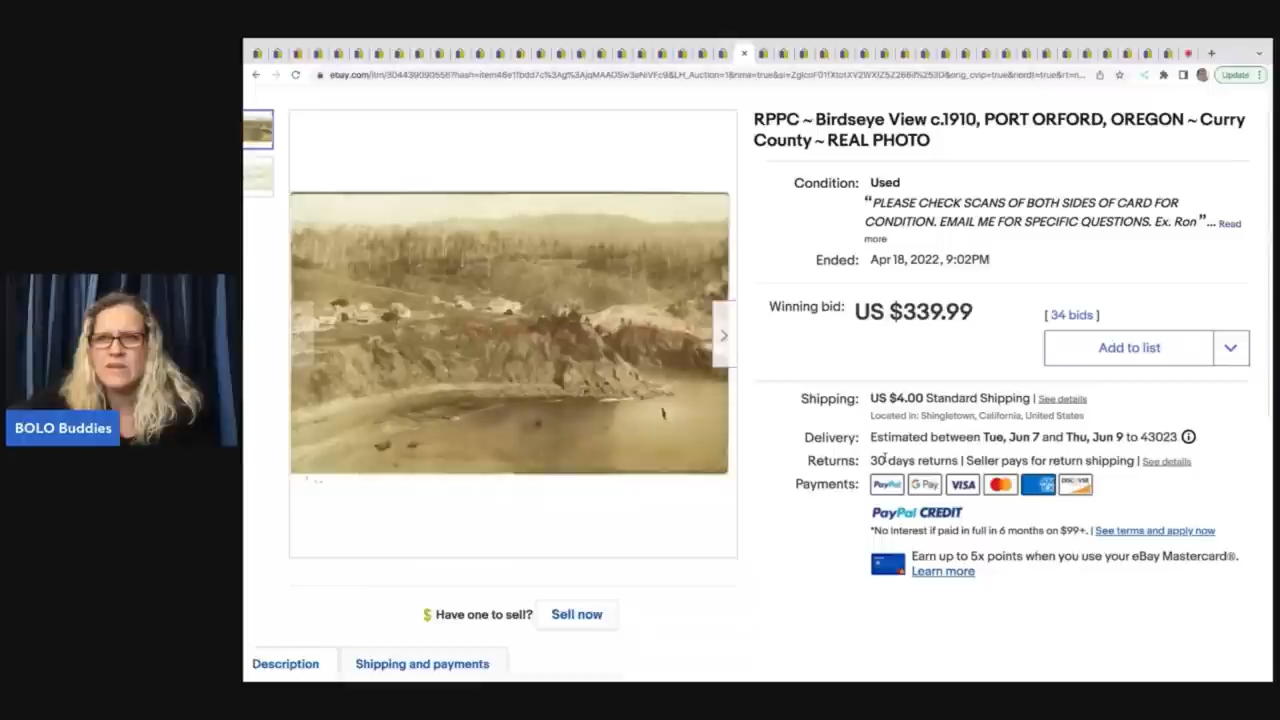 Update
RPPC ~ Birdseye View c.1910, PORT ORFORD, OREGON ~ Curry
County ~ REAL PHOTO
Condition: Used
“PLEASE CHECK SCANS OF BOTH SIDES OF CARD FOR
CONDITION. EMAIL ME FOR SPECIFIC QUESTIONS. Ex. Ron” ... Read
more
Ended: Apr 18, 2022, 9:02PM
Winning bid: US $339.99 [ 34 bids ]
Add to list
Shipping: US $4.00 Standard Shipping | See details
Located in: Shingletown, California, United States
Delivery: Estimated between Tue, Jun 7 and Thu, Jun 9 to 43023
Returns: 30 days returns | Seller pays for return shipping | See details
Payments: PayPal G Pay VISA DISCOVER
PayPal CREDIT
*No Interest if paid in full in 6 months on $99+. | See terms and apply now
Earn up to 5x points when you use your eBay Mastercard®.
Learn more
$ Have one to sell? Sell now
Description Shipping and payments
BOLO Buddies